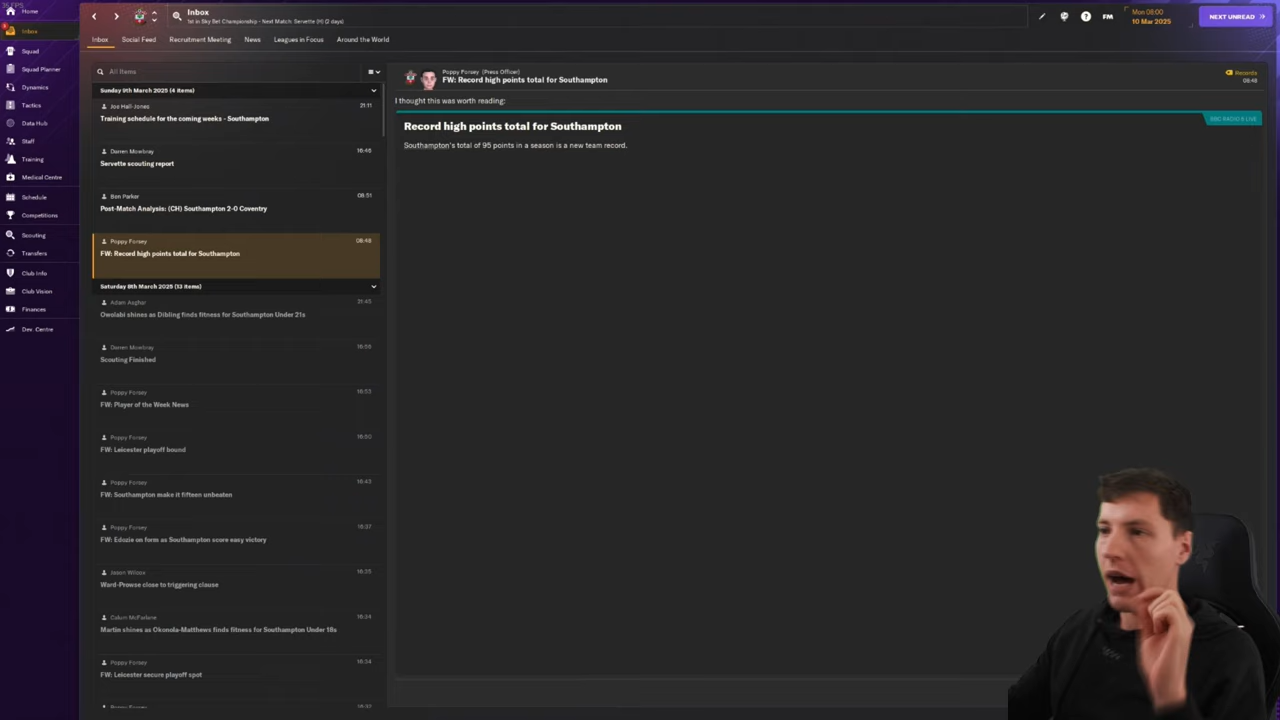 35 FPS
Home
Inbox
Squad
Squad Planner
Dynamics
Tactics
Data Hub
Staff
Training
Medical Centre
Schedule
Competitions
Scouting
Transfers
Club Info
Club Vision
Finances
Dev. Centre
Inbox
1st in Sky Bet Championship - Next Match: Servette (H) (2 days)
FM
Mon 08:00
10 Mar 2025
NEXT UNREAD
Inbox
Social Feed
Recruitment Meeting
News
Leagues in Focus
Around the World
All Items
Sunday 9th March 2025 (4 items)
Joe Hall-Jones
21:11
Training schedule for the coming weeks - Southampton
Darren Mowbray
16:46
Servette scouting report
Ben Parker
08:51
Post-Match Analysis: (CH) Southampton 2-0 Coventry
Poppy Forsey
08:48
FW: Record high points total for Southampton
Saturday 8th March 2025 (13 items)
Adam Asghar
21:45
Owolabi shines as Dibling finds fitness for Southampton Under 21s
Darren Mowbray
16:56
Scouting Finished
Poppy Forsey
16:53
FW: Player of the Week News
Poppy Forsey
16:50
FW: Leicester playoff bound
Poppy Forsey
16:43
FW: Southampton make it fifteen unbeaten
Poppy Forsey
16:37
FW: Edozie on form as Southampton score easy victory
Jason Wilcox
16:35
Ward-Prowse close to triggering clause
Calum McFarlane
16:34
Martin shines as Okonola-Matthews finds fitness for Southampton Under 18s
Poppy Forsey
16:34
FW: Leicester secure playoff spot
Poppy Forsey (Press Officer)
FW: Record high points total for Southampton
Records
08:48
I thought this was worth reading:
BBC RADIO 5 LIVE
Record high points total for Southampton
Southampton's total of 95 points in a season is a new team record.